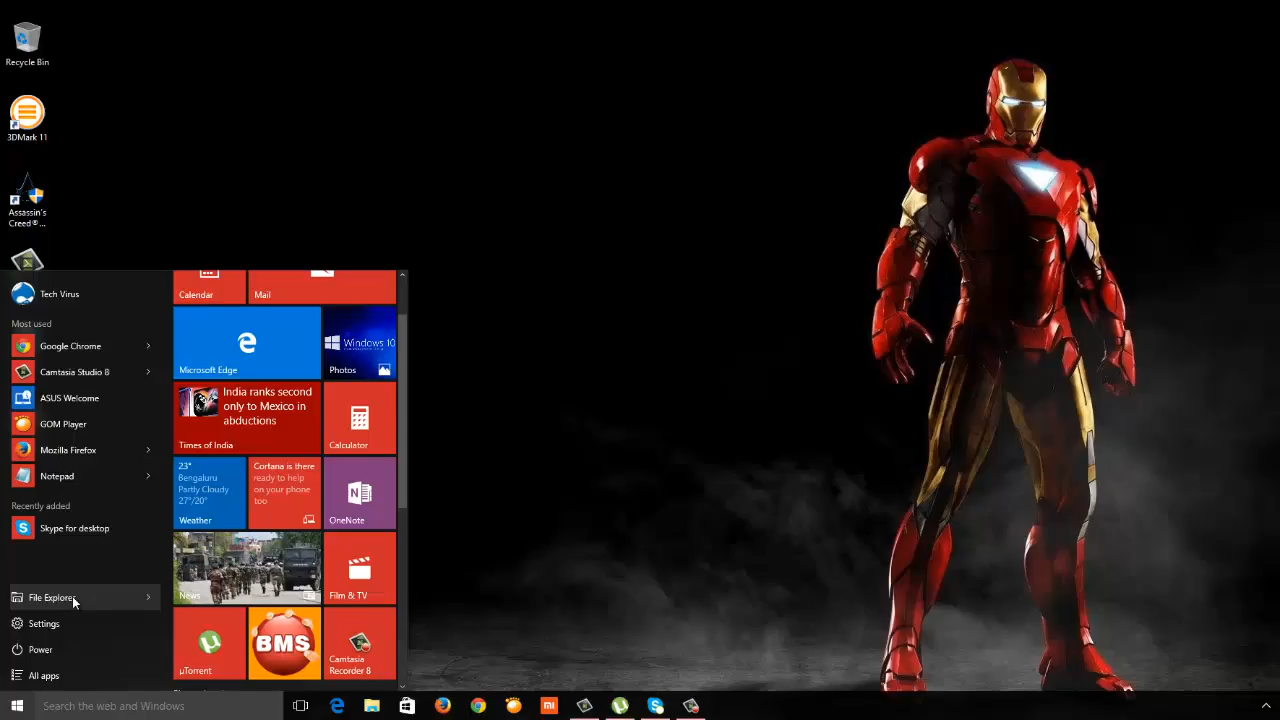 Recycle Bin
3DMark 11
Assassin's
Creed® ...
Tech Virus
Most used
Google Chrome
Camtasia Studio 8
ASUS Welcome
GOM Player
Mozilla Firefox
Notepad
Recently added
Skype for desktop
File Explorer
Settings
Power
All apps
Calendar
Mail
Microsoft Edge
Windows 10
Photos
India ranks second
only to Mexico in
abductions
Times of India
Calculator
23°
Bengaluru
Partly Cloudy
27°/20°
Weather
Cortana is there
ready to help
on your phone
too
OneNote
News
Film & TV
µTorrent
BMS
Camtasia
Recorder 8
Search the web and Windows